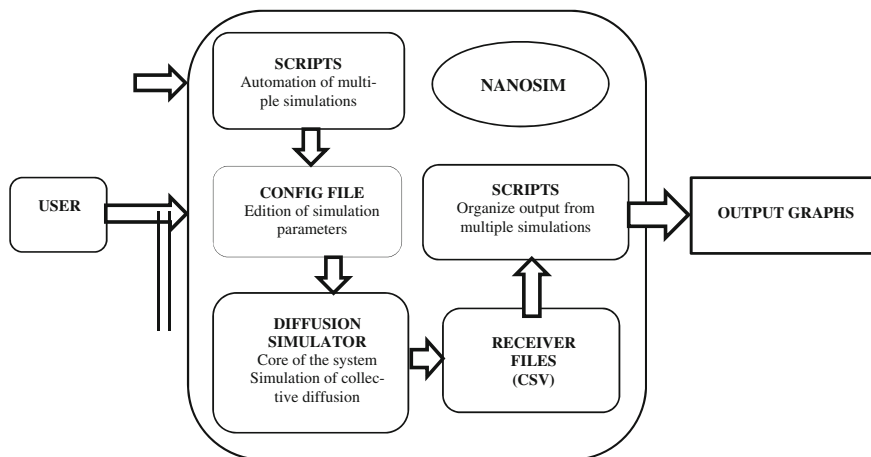 SCRIPTS
Automation of multi-
ple simulations
NANOSIM
USER
CONFIG FILE
Edition of simulation
parameters
SCRIPTS
Organize output from
multiple simulations
OUTPUT GRAPHS
DIFFUSION
SIMULATOR
Core of the system
Simulation of collec-
tive diffusion
RECEIVER
FILES
(CSV)